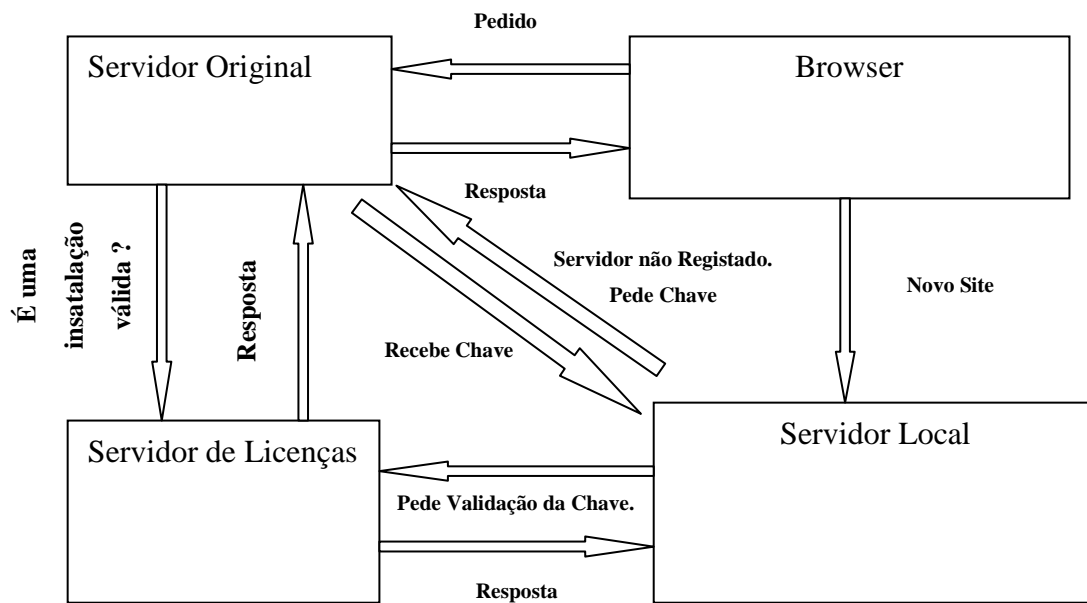 Pedido
Servidor Original
Browser
Resposta
É uma
insatalação
válida ?
Resposta
Servidor não Registado.
Pede Chave
Novo Site
Recebe Chave
Servidor de Licenças
Servidor Local
Pede Validação da Chave.
Resposta